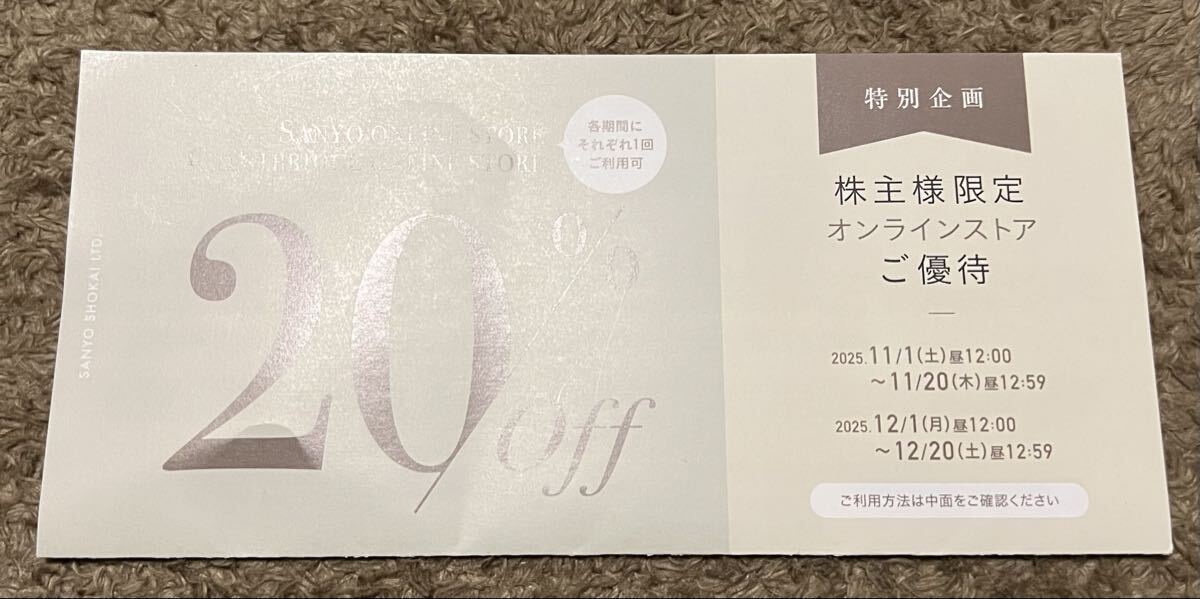 SANYO SHOKAI LTD.
SANYO ONLINE STORE
ONLINE STORE
各期間に
それぞれ1回
ご利用可
20%
off
特別企画
株主様限定
オンラインストア
ご優待
2025.11/1(土)昼12:00
～11/20(木)昼12:59
2025.12/1(月)昼12:00
～12/20(土)昼12:59
ご利用方法は中面をご確認ください